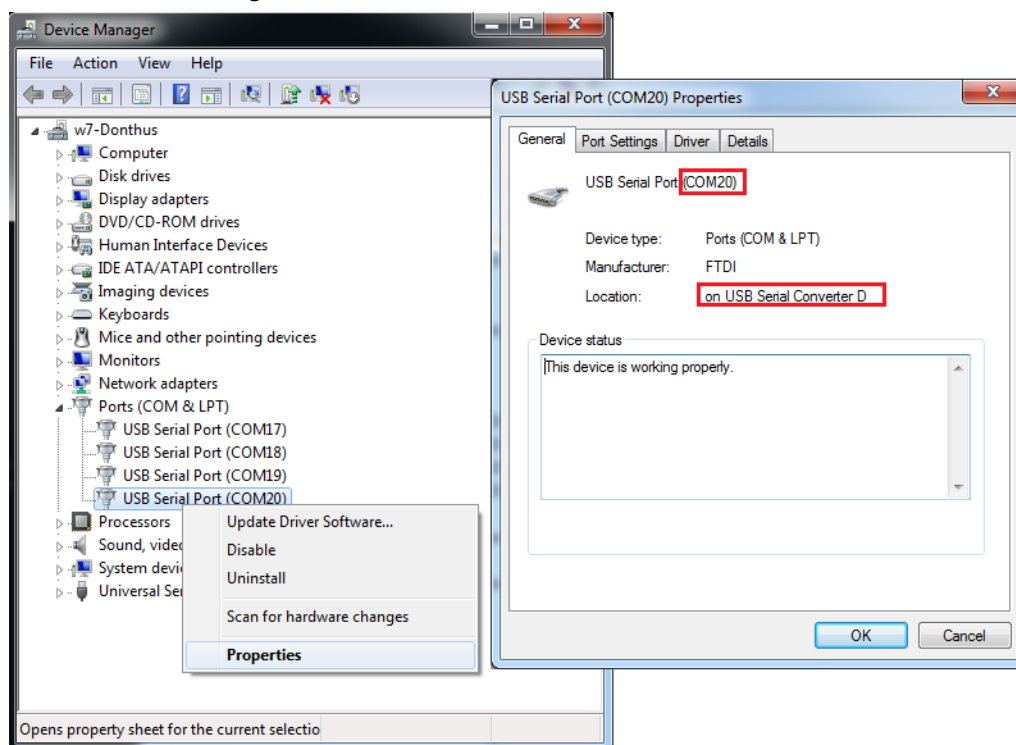 Device Manager
File Action View Help
w7-Donthus
Computer
Disk drives
Display adapters
DVD/CD-ROM drives
Human Interface Devices
IDE ATA/ATAPI controllers
Imaging devices
Keyboards
Mice and other pointing devices
Monitors
Network adapters
Ports (COM & LPT)
USB Serial Port (COM17)
USB Serial Port (COM18)
USB Serial Port (COM19)
USB Serial Port (COM20)
Processors
Sound, videc
System devi
Universal Se
Update Driver Software...
Disable
Uninstall
Scan for hardware changes
Properties
Opens property sheet for the current selectio
USB Serial Port (COM20) Properties
General Port Settings Driver Details
USB Serial Port (COM20)
Device type: Ports (COM & LPT)
Manufacturer: FTDI
Location: on USB Serial Converter D
Device status
This device is working properly.
OK Cancel